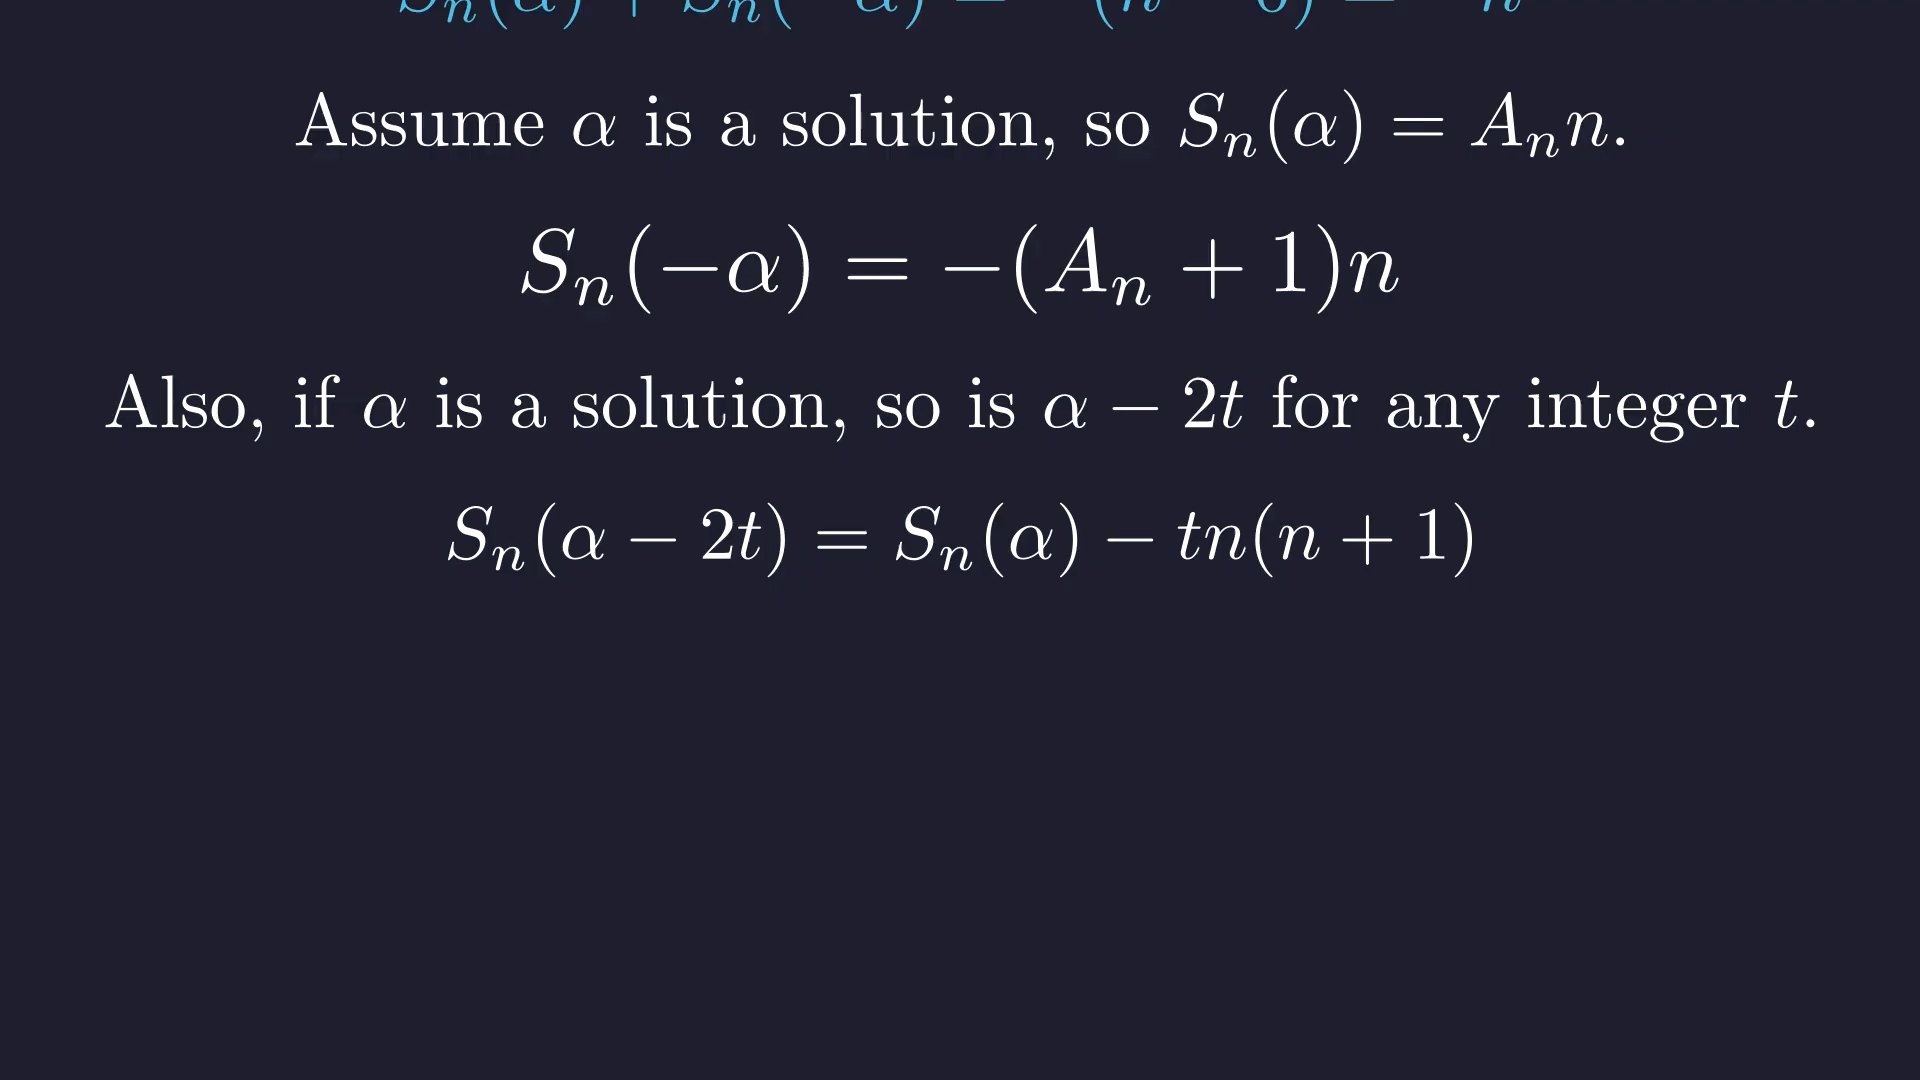 Assume α is a solution, so Sₙ(α) = Aₙn.
Sₙ(−α) = −(Aₙ + 1)n
Also, if α is a solution, so is α − 2t for any integer t.
Sₙ(α − 2t) = Sₙ(α) − tn(n + 1)